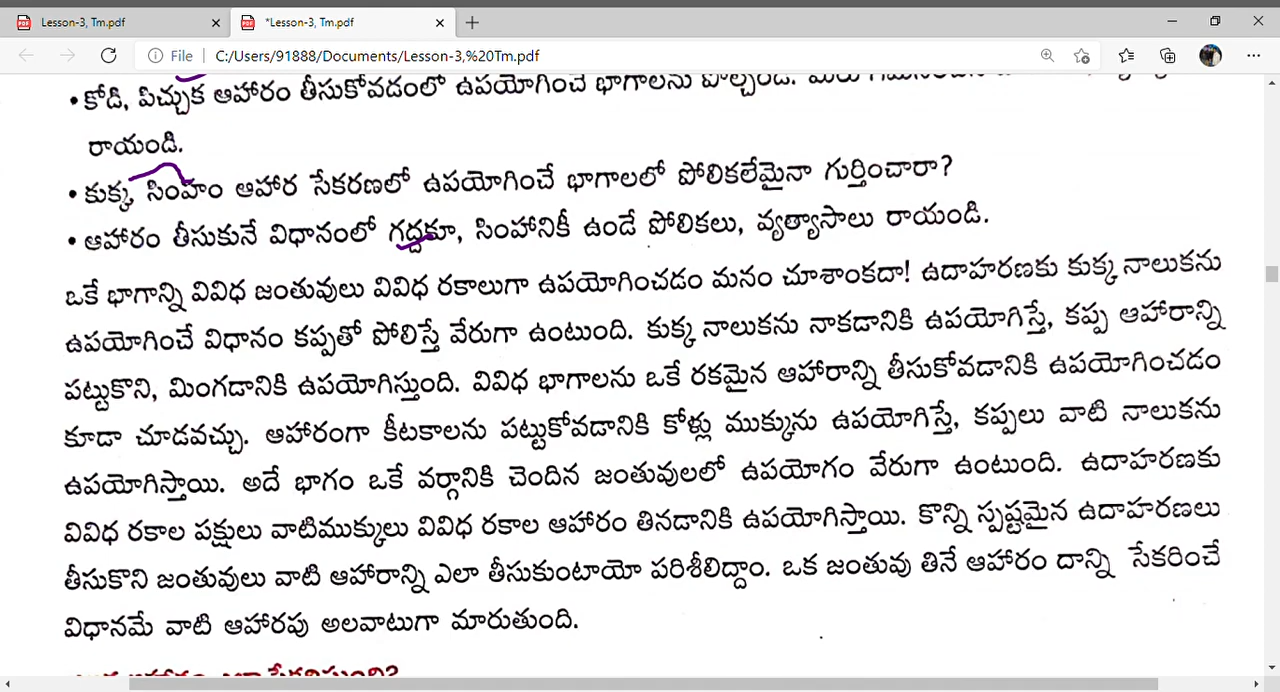 Lesson-3, Tm.pdf
*Lesson-3, Tm.pdf
File C:/Users/91888/Documents/Lesson-3,%20Tm.pdf
• కోడి, పిచ్చుక ఆహారం తీసుకోవడంలో ఉపయోగించే భాగాలను పోల్చండి.
రాయండి.
• కుక్క, సింహం ఆహార సేకరణలో ఉపయోగించే భాగాలలో పోలికలేమైనా గుర్తించారా?
• ఆహారం తీసుకునే విధానంలో గద్దకూ, సింహానికీ ఉండే పోలికలు, వ్యత్యాసాలు రాయండి.
ఒకే భాగాన్ని వివిధ జంతువులు వివిధ రకాలుగా ఉపయోగించడం మనం చూశాంకదా! ఉదాహరణకు కుక్క నాలుకను
ఉపయోగించే విధానం కప్పతో పోలిస్తే వేరుగా ఉంటుంది. కుక్క నాలుకను నాకడానికి ఉపయోగిస్తే, కప్ప ఆహారాన్ని
పట్టుకొని, మింగడానికి ఉపయోగిస్తుంది. వివిధ భాగాలను ఒకే రకమైన ఆహారాన్ని తీసుకోవడానికి ఉపయోగించడం
కూడా చూడవచ్చు. ఆహారంగా కీటకాలను పట్టుకోవడానికి కోళ్లు ముక్కును ఉపయోగిస్తే, కప్పలు వాటి నాలుకను
ఉపయోగిస్తాయి. అదే భాగం ఒకే వర్గానికి చెందిన జంతువులలో ఉపయోగం వేరుగా ఉంటుంది. ఉదాహరణకు
వివిధ రకాల పక్షులు వాటిముక్కులు వివిధ రకాల ఆహారం తినడానికి ఉపయోగిస్తాయి. కొన్ని స్పష్టమైన ఉదాహరణలు
తీసుకొని జంతువులు వాటి ఆహారాన్ని ఎలా తీసుకుంటాయో పరిశీలిద్దాం. ఒక జంతువు తినే ఆహారం దాన్ని సేకరించే
విధానమే వాటి ఆహారపు అలవాటుగా మారుతుంది.